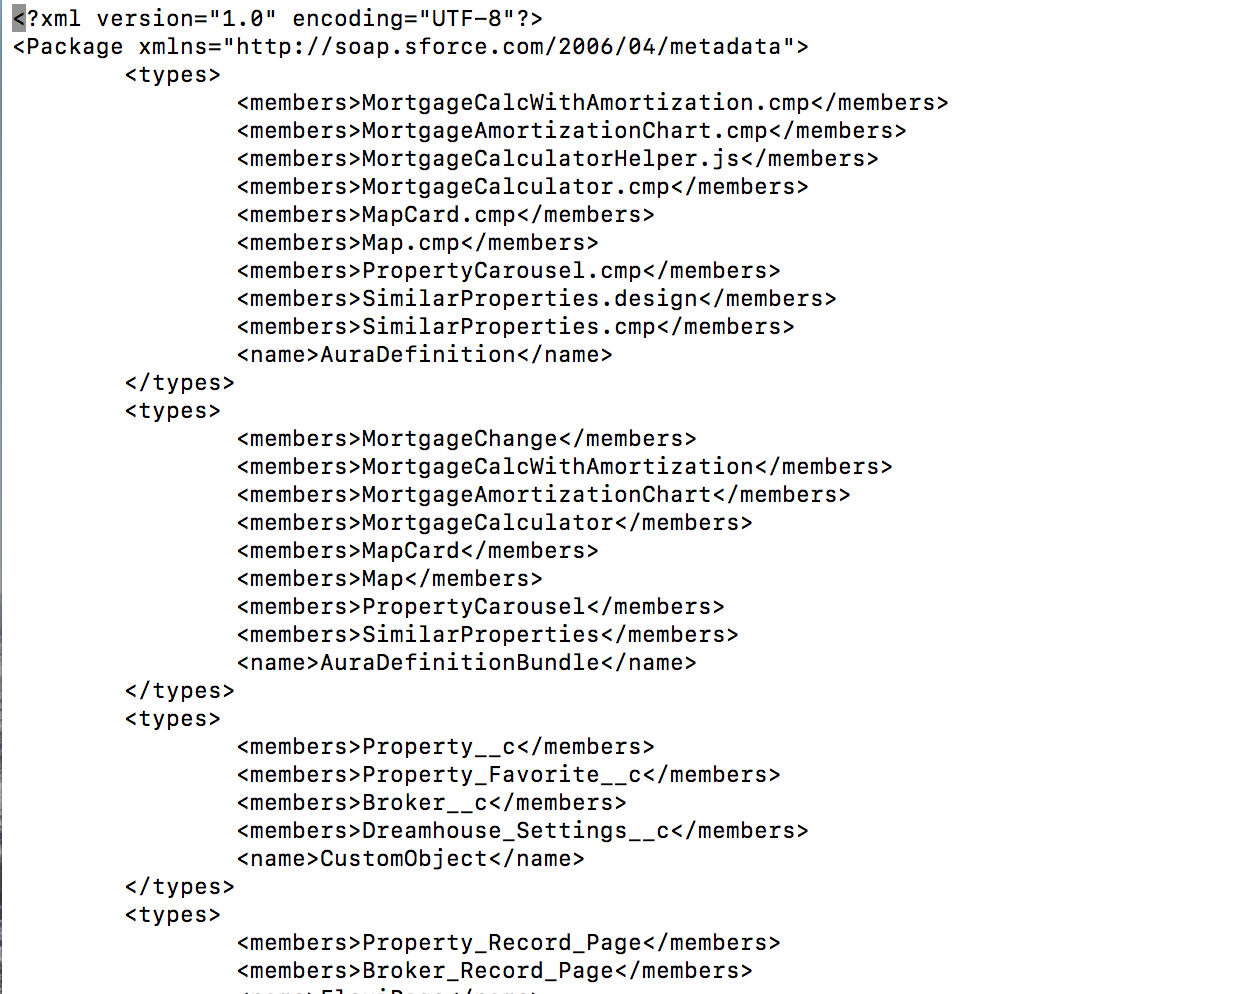 <?xml version="1.0" encoding="UTF-8"?>
<Package xmlns="http://soap.sforce.com/2006/04/metadata">
<types>
<members>MortgageCalcWithAmortization.cmp</members>
<members>MortgageAmortizationChart.cmp</members>
<members>MortgageCalculatorHelper.js</members>
<members>MortgageCalculator.cmp</members>
<members>MapCard.cmp</members>
<members>Map.cmp</members>
<members>PropertyCarousel.cmp</members>
<members>SimilarProperties.design</members>
<members>SimilarProperties.cmp</members>
<name>AuraDefinition</name>
</types>
<types>
<members>MortgageChange</members>
<members>MortgageCalcWithAmortization</members>
<members>MortgageAmortizationChart</members>
<members>MortgageCalculator</members>
<members>MapCard</members>
<members>Map</members>
<members>PropertyCarousel</members>
<members>SimilarProperties</members>
<name>AuraDefinitionBundle</name>
</types>
<types>
<members>Property__c</members>
<members>Property_Favorite__c</members>
<members>Broker__c</members>
<members>Dreamhouse_Settings__c</members>
<name>CustomObject</name>
</types>
<types>
<members>Property_Record_Page</members>
<members>Broker_Record_Page</members>